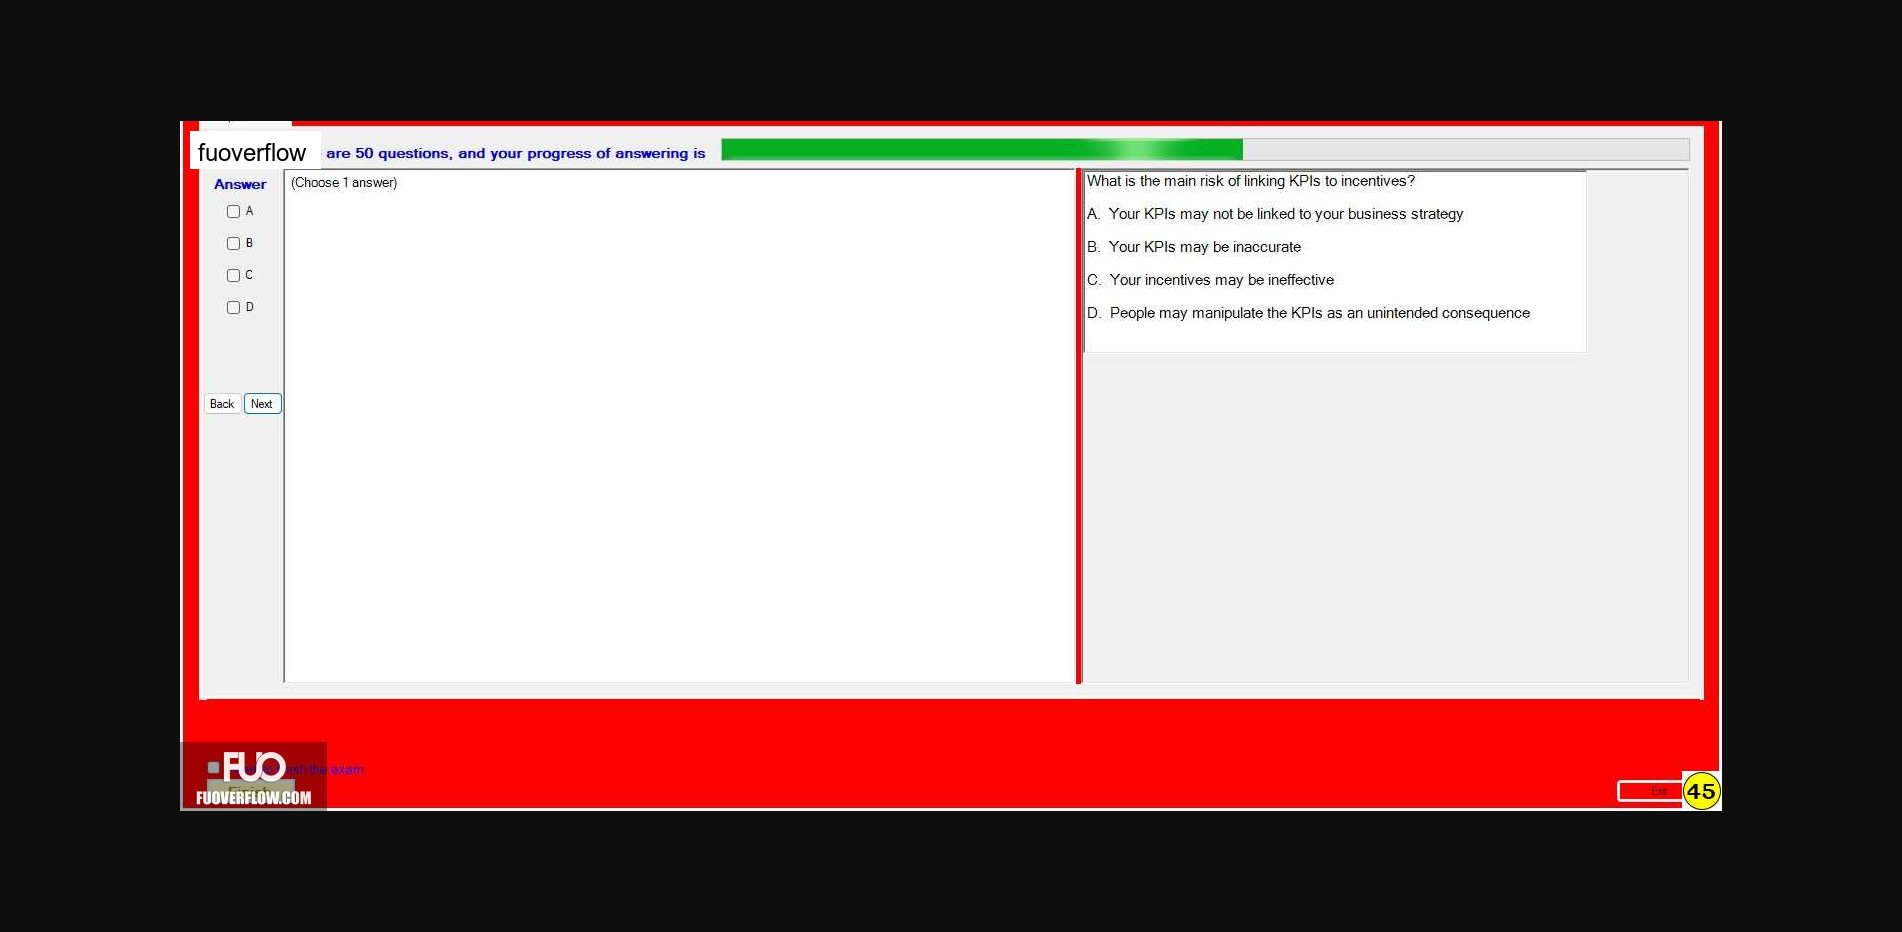 fuoverflow are 50 questions, and your progress of answering is
Answer
A
B
C
D
Back Next
(Choose 1 answer)
What is the main risk of linking KPIs to incentives?
A. Your KPIs may not be linked to your business strategy
B. Your KPIs may be inaccurate
C. Your incentives may be ineffective
D. People may manipulate the KPIs as an unintended consequence
FUO
the exam
Finish
FUOVERFLOW.COM
Exit
45